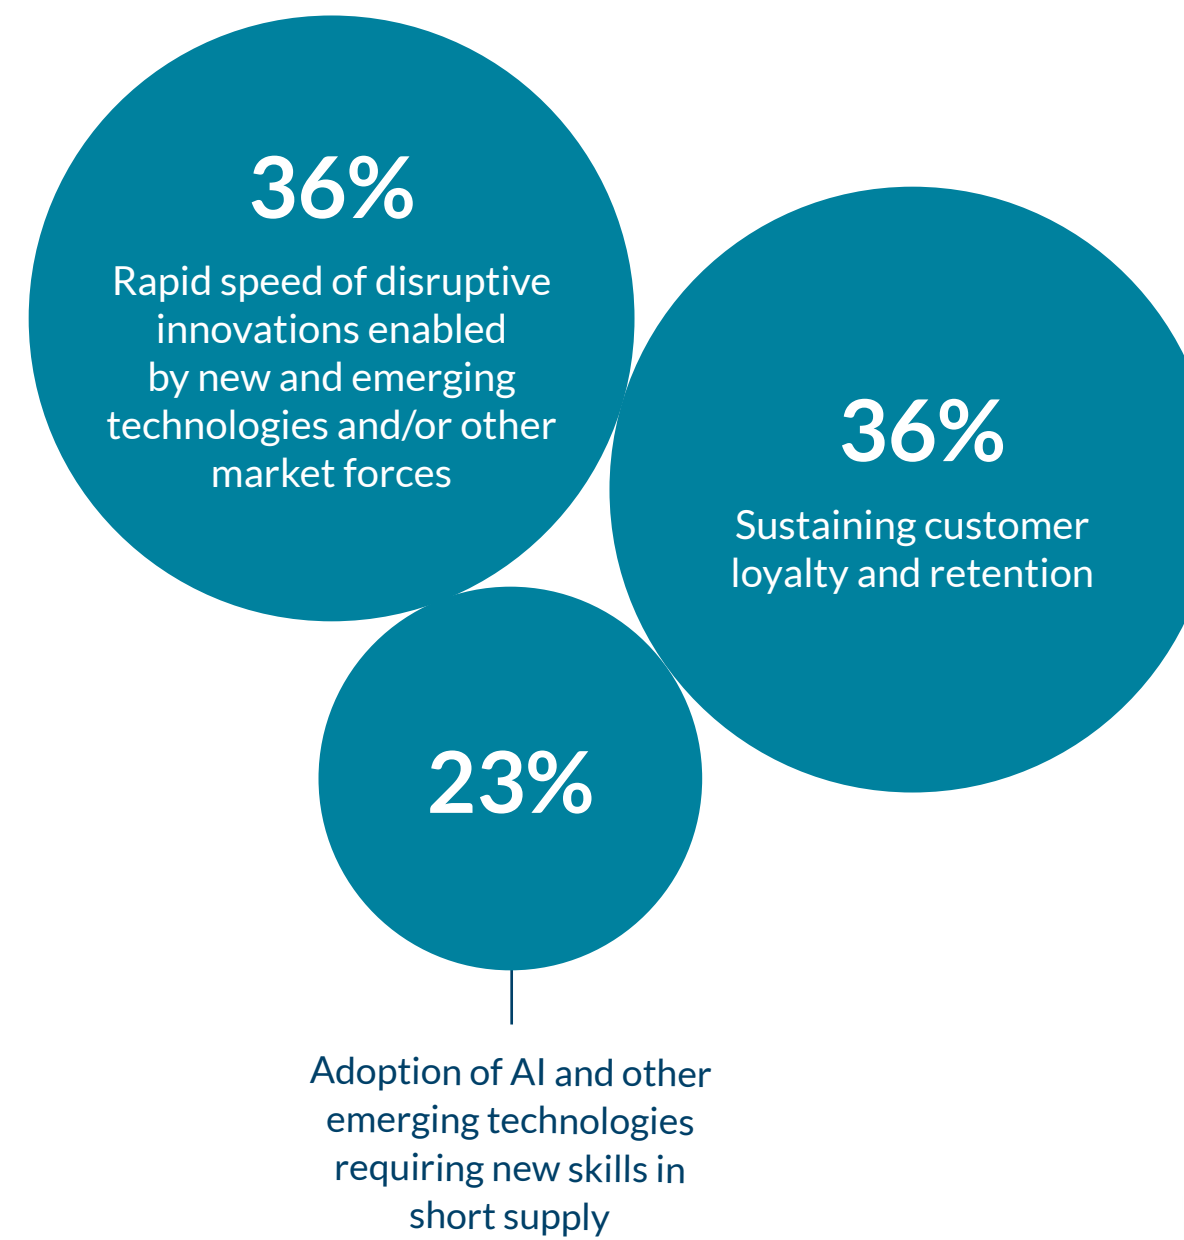 36%
Rapid speed of disruptive
innovations enabled
by new and emerging
technologies and/or other
market forces
36%
Sustaining customer
loyalty and retention
23%
Adoption of AI and other
emerging technologies
requiring new skills in
short supply